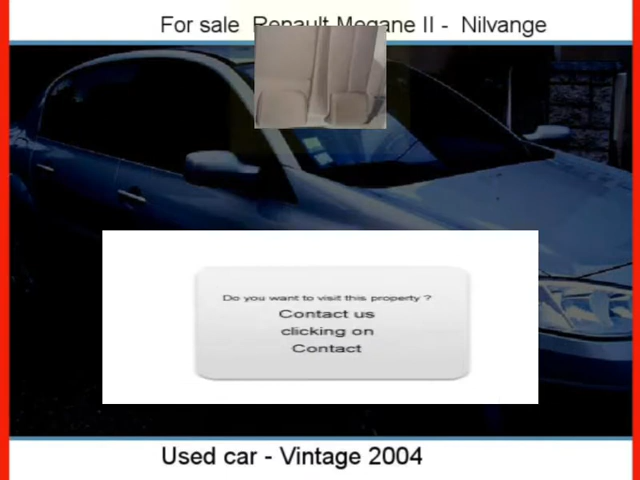 For sale Renault Megane II - Nilvange
Do you want to visit this property ?
Contact us
clicking on
Contact
Used car - Vintage 2004